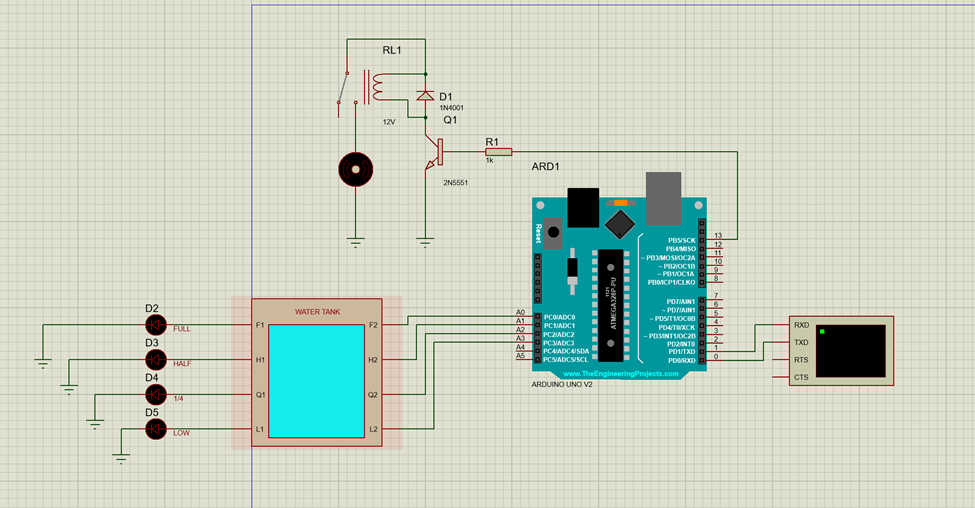 RL1
12V
D1
1N4001
Q1
2N5551
R1
1k
ARD1
Reset
ATMEGA328P-PU
PB5/SCK 13
PB4/MISO 12
~ PB3/MOSI/OC2A 11
~ PB2/OC1B 10
~ PB1/OC1A 9
PB0/ICP1/CLKO 8
PD7/AIN1 7
~ PD7/AIN1 6
~ PD5/T1/OC0B 5
PD4/T0/XCK 4
~ PD3/INT1/OC2B 3
PD2/INT0 2
PD1/TXD 1
PD0/RXD 0
A0 PC0/ADC0
A1 PC1/ADC1
A2 PC2/ADC2
A3 PC3/ADC3
A4 PC4/ADC4/SDA
A5 PC5/ADC5/SCL
www.TheEngineeringProjects.com
ARDUINO UNO V2
RXD
TXD
RTS
CTS
WATER TANK
F1 F2
H1 H2
Q1 Q2
L1 L2
D2
FULL
D3
HALF
D4
1/4
D5
LOW